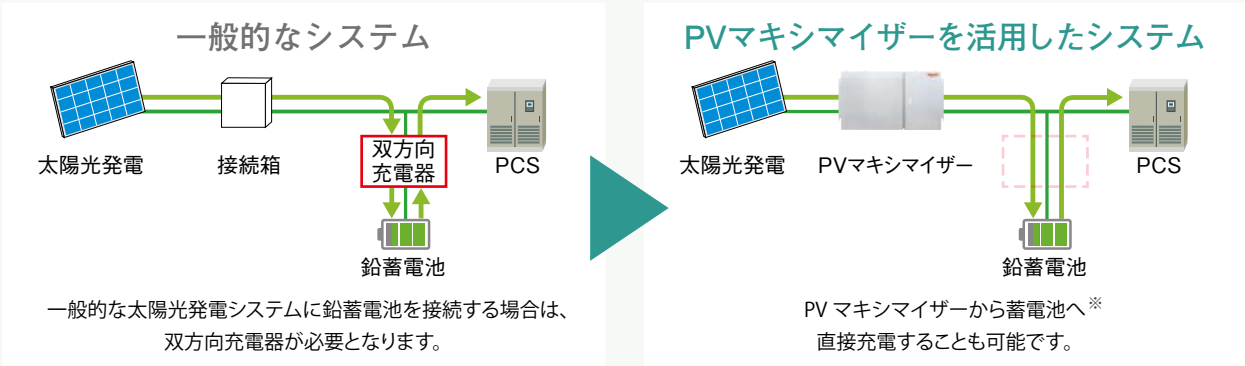 一般的なシステム
太陽光発電
接続箱
双方向
充電器
PCS
鉛蓄電池
一般的な太陽光発電システムに鉛蓄電池を接続する場合は、
双方向充電器が必要となります。
PVマキシマイザーを活用したシステム
太陽光発電
PVマキシマイザー
PCS
鉛蓄電池
PV マキシマイザーから蓄電池へ※
直接充電することも可能です。